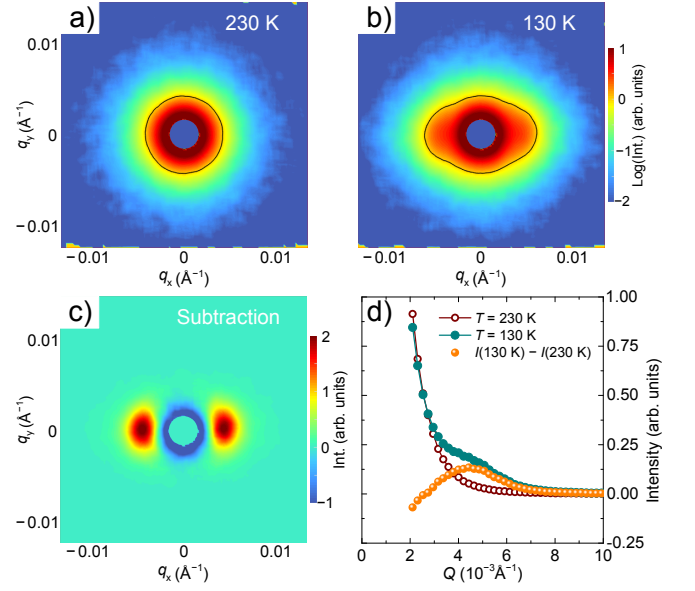 a)
230 K
0.01
0
−0.01
q_y (Å⁻¹)
−0.01
0
0.01
q_x (Å⁻¹)
b)
130 K
−0.01
0
0.01
q_x (Å⁻¹)
1
0
−1
−2
Log(Int.) (arb. units)
c)
Subtraction
0.01
0
−0.01
q_y (Å⁻¹)
−0.01
0
0.01
q_x (Å⁻¹)
2
1
0
−1
Int. (arb. units)
d)
T = 230 K
T = 130 K
I(130 K) − I(230 K)
1.00
0.75
0.50
0.25
0.00
-0.25
Intensity (arb. units)
0
2
4
6
8
10
Q (10⁻³Å⁻¹)